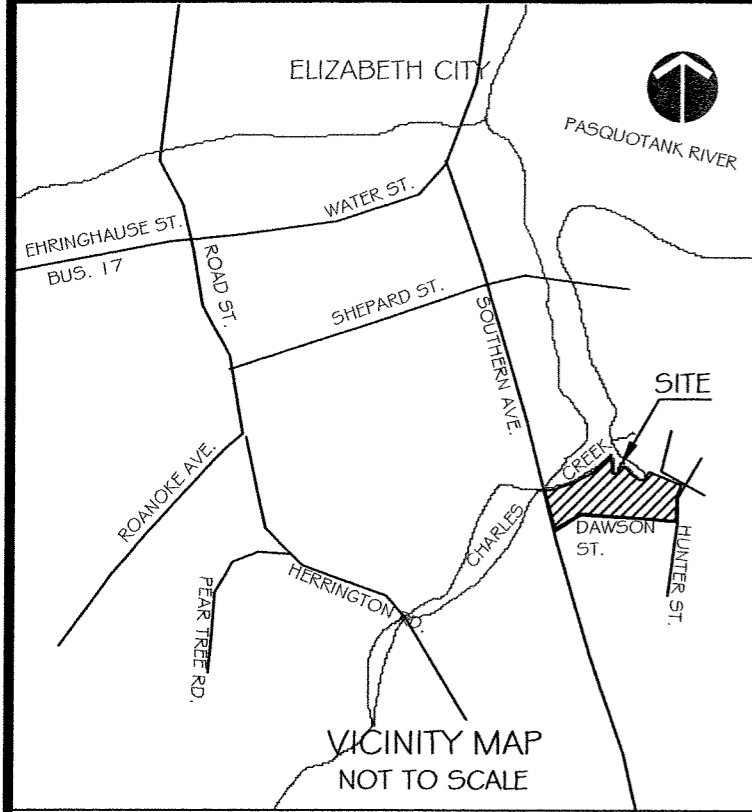 ELIZABETH CITY
PASQUOTANK RIVER
WATER ST.
EHRINGHAUSE ST.
BUS. 17
ROAD ST.
SHEPARD ST.
SOUTHERN AVE.
SITE
CREEK
ROANOKE AVE.
CHARLES
DAWSON
ST.
HUNTER ST.
HERRINGTON RD.
PEAR TREE RD.
VICINITY MAP
NOT TO SCALE